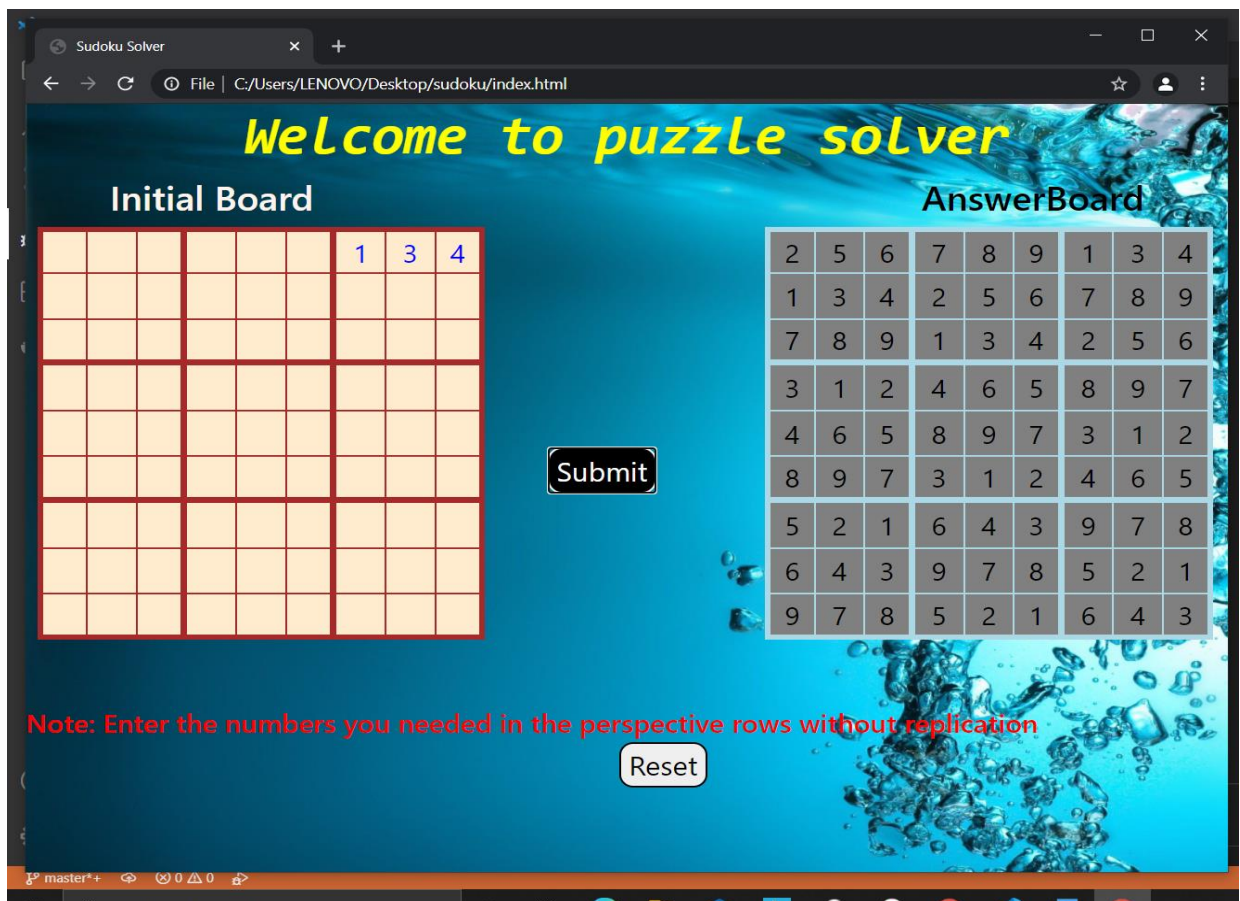 Sudoku Solver
File | C:/Users/LENOVO/Desktop/sudoku/index.html
Welcome to puzzle solver
Initial Board
AnswerBoard
1 3 4
2 5 6 7 8 9 1 3 4
1 3 4 2 5 6 7 8 9
7 8 9 1 3 4 2 5 6
3 1 2 4 6 5 8 9 7
4 6 5 8 9 7 3 1 2
8 9 7 3 1 2 4 6 5
5 2 1 6 4 3 9 7 8
6 4 3 9 7 8 5 2 1
9 7 8 5 2 1 6 4 3
Submit
Note: Enter the numbers you needed in the perspective rows without replication
Reset
master*+ 0 0